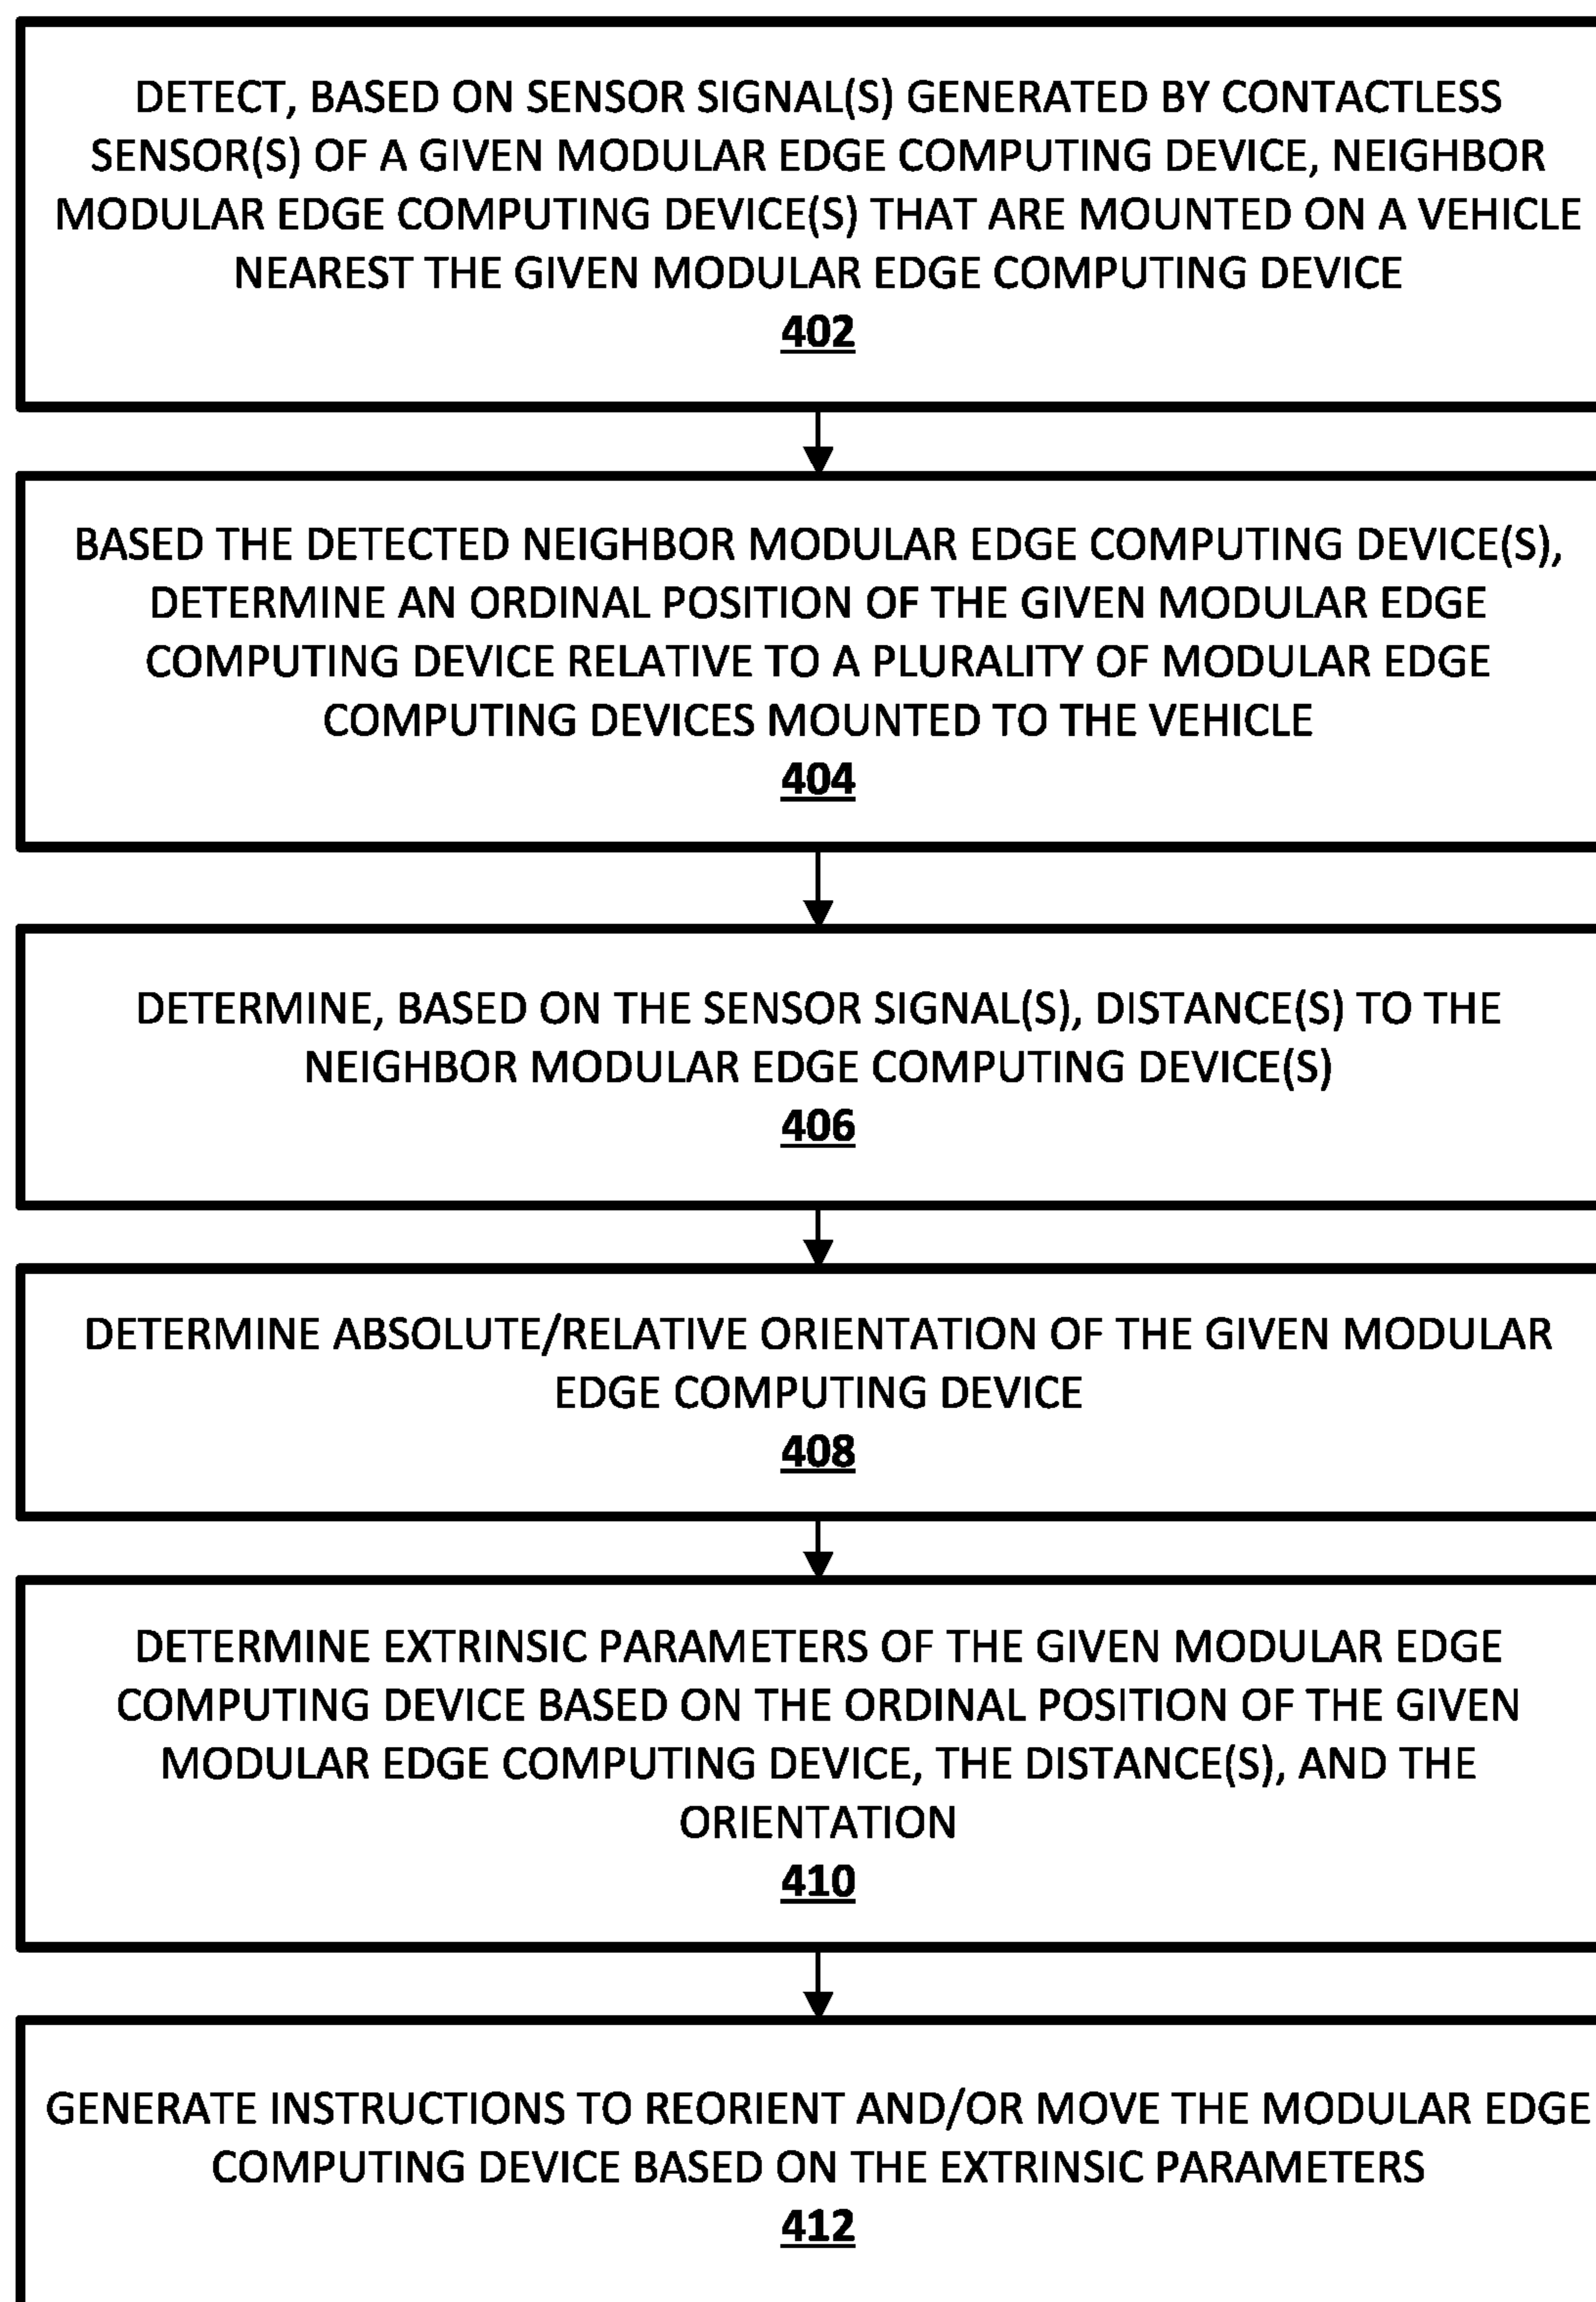 DETECT, BASED ON SENSOR SIGNAL(S) GENERATED BY CONTACTLESS
SENSOR(S) OF A GIVEN MODULAR EDGE COMPUTING DEVICE, NEIGHBOR
MODULAR EDGE COMPUTING DEVICE(S) THAT ARE MOUNTED ON A VEHICLE
NEAREST THE GIVEN MODULAR EDGE COMPUTING DEVICE
402
BASED THE DETECTED NEIGHBOR MODULAR EDGE COMPUTING DEVICE(S),
DETERMINE AN ORDINAL POSITION OF THE GIVEN MODULAR EDGE
COMPUTING DEVICE RELATIVE TO A PLURALITY OF MODULAR EDGE
COMPUTING DEVICES MOUNTED TO THE VEHICLE
404
DETERMINE, BASED ON THE SENSOR SIGNAL(S), DISTANCE(S) TO THE
NEIGHBOR MODULAR EDGE COMPUTING DEVICE(S)
406
DETERMINE ABSOLUTE/RELATIVE ORIENTATION OF THE GIVEN MODULAR
EDGE COMPUTING DEVICE
408
DETERMINE EXTRINSIC PARAMETERS OF THE GIVEN MODULAR EDGE
COMPUTING DEVICE BASED ON THE ORDINAL POSITION OF THE GIVEN
MODULAR EDGE COMPUTING DEVICE, THE DISTANCE(S), AND THE
ORIENTATION
410
GENERATE INSTRUCTIONS TO REORIENT AND/OR MOVE THE MODULAR EDGE
COMPUTING DEVICE BASED ON THE EXTRINSIC PARAMETERS
412